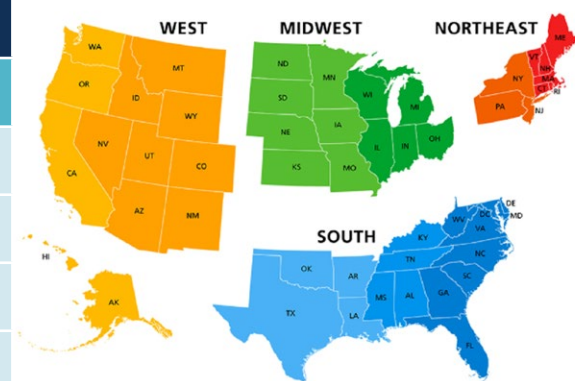 WEST
MIDWEST
NORTHEAST
WA
OR
CA
MT
ID
WY
NV
UT
CO
AZ
NM
HI
AK
ND
SD
NE
KS
MN
IA
MO
WI
MI
IL
IN
OH
ME
VT
NH
MA
CT
RI
NY
PA
NJ
SOUTH
OK
TX
AR
LA
KY
TN
MS
AL
WV
DC
DE
MD
VA
NC
SC
GA
FL